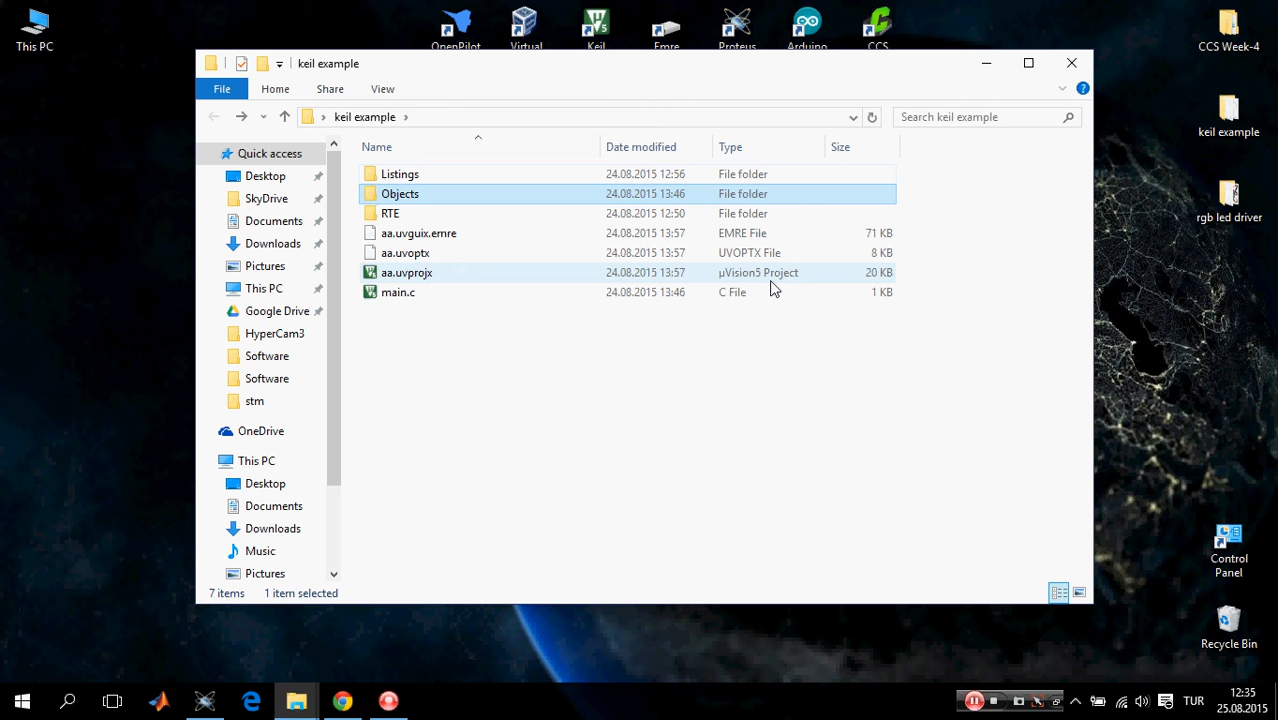 This PC
OpenPilot
Virtual
Keil
Emre
Proteus
Arduino
CCS
CCS Week-4
keil example
rgb led driver
Control
Panel
Recycle Bin
keil example
File
Home
Share
View
keil example
Search keil example
Name
Date modified
Type
Size
Listings
24.08.2015 12:56
File folder
Objects
24.08.2015 13:46
File folder
RTE
24.08.2015 12:50
File folder
aa.uvguix.emre
24.08.2015 13:57
EMRE File
71 KB
aa.uvoptx
24.08.2015 13:57
UVOPTX File
8 KB
aa.uvprojx
24.08.2015 13:57
µVision5 Project
20 KB
main.c
24.08.2015 13:46
C File
1 KB
Quick access
Desktop
SkyDrive
Documents
Downloads
Pictures
This PC
Google Drive
HyperCam3
Software
Software
stm
OneDrive
This PC
Desktop
Documents
Downloads
Music
Pictures
7 items
1 item selected
TUR
12:35
25.08.2015